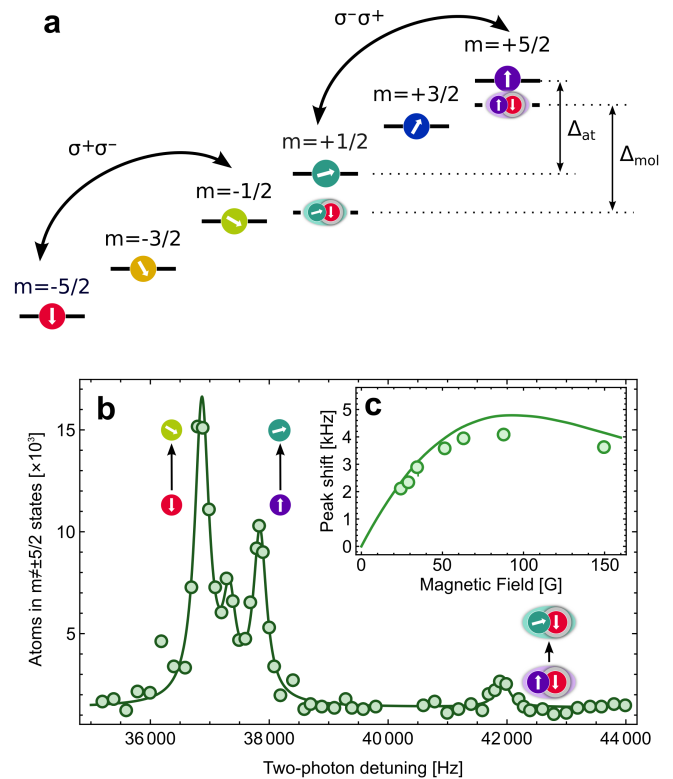 a
σ⁻σ⁺
m=+5/2
m=+3/2
Δat
m=+1/2
Δmol
σ⁺σ⁻
m=-1/2
m=-3/2
m=-5/2
b
c
Atoms in m≠±5/2 states [×10³]
15
10
5
36 000
38 000
40 000
42 000
44 000
Two-photon detuning [Hz]
Peak shift [kHz]
5
4
3
2
1
0
0
50
100
150
Magnetic Field [G]